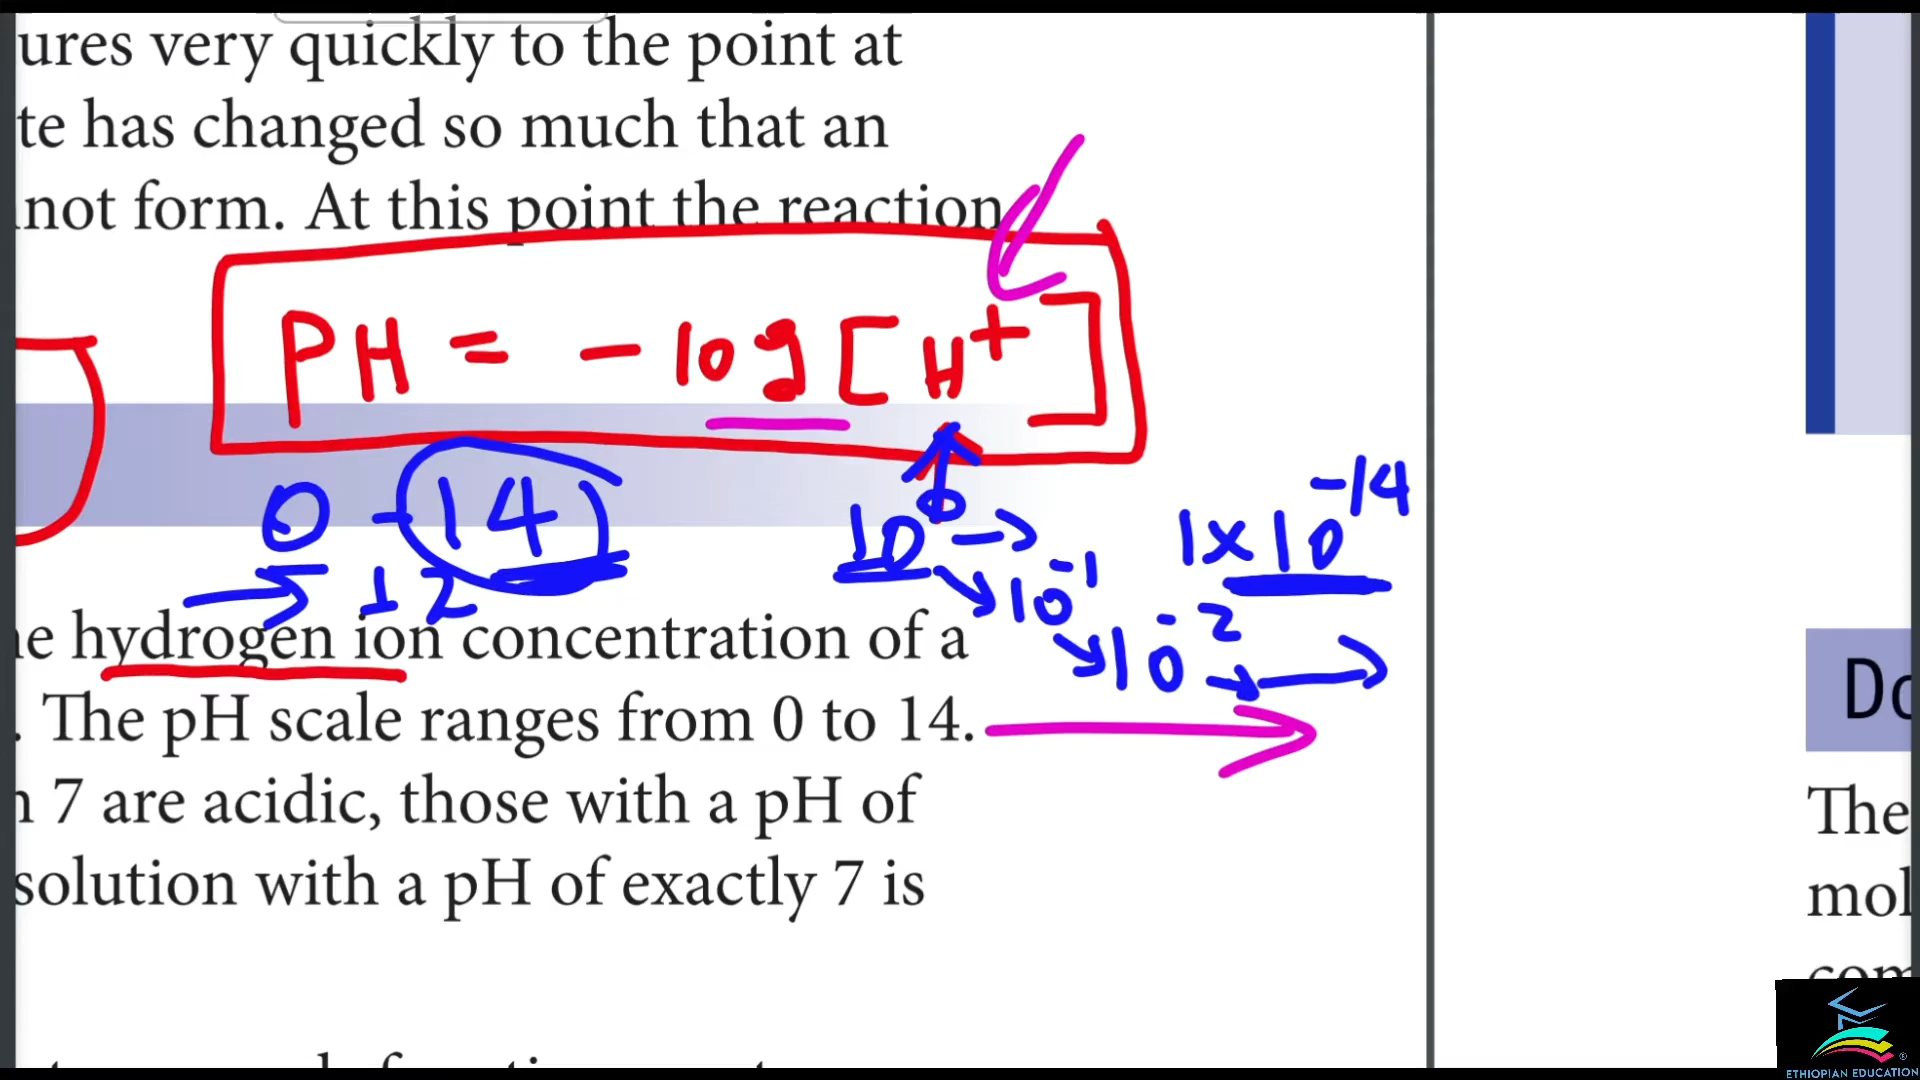 ures very quickly to the point at
te has changed so much that an
not form. At this point the reaction
PH = -log[H+]
0 - 14 10⁰ → 1x10⁻¹⁴
→ 1 2 10⁻¹
10⁻²
e hydrogen ion concentration of a
. The pH scale ranges from 0 to 14.
7 are acidic, those with a pH of
solution with a pH of exactly 7 is
Do
The
mol
com
ETHIOPIAN EDUCATION